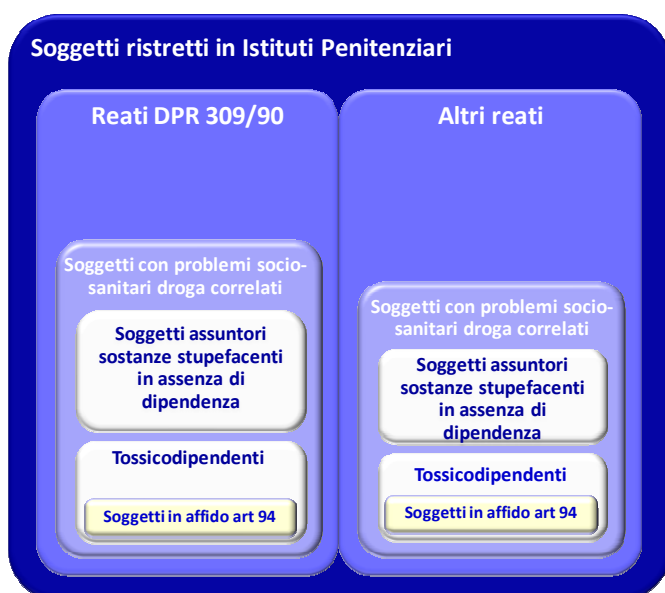 Soggetti ristretti in Istituti Penitenziari
Reati DPR 309/90
Soggetti con problemi socio-
sanitari droga correlati
Soggetti assuntori
sostanze stupefacenti
in assenza di
dipendenza
Tossicodipendenti
Soggetti in affido art 94
Altri reati
Soggetti con problemi socio-
sanitari droga correlati
Soggetti assuntori
sostanze stupefacenti
in assenza di
dipendenza
Tossicodipendenti
Soggetti in affido art 94